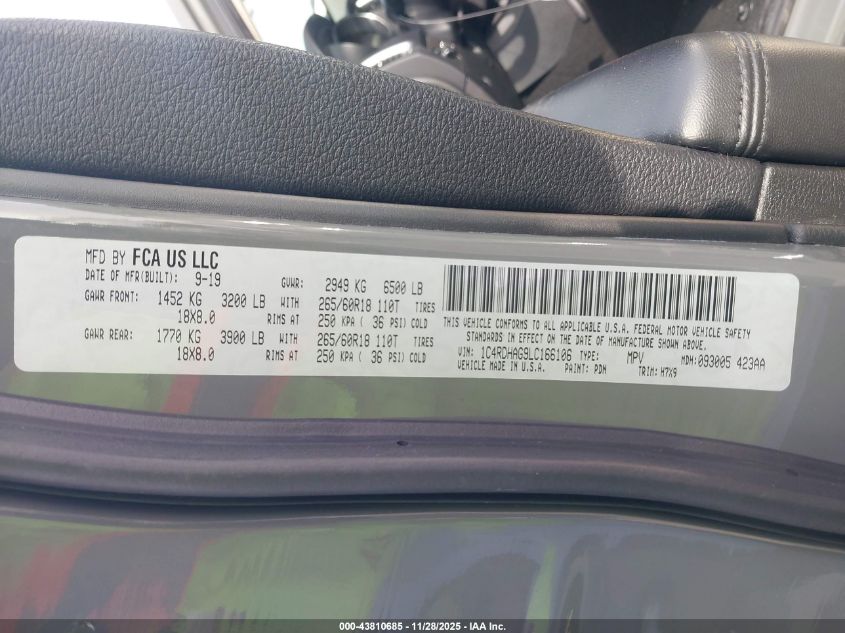 MFD BY FCA US LLC
DATE OF MFR(BUILT): 9-19 GVWR: 2949 KG 6500 LB
GAWR FRONT: 1452 KG 3200 LB WITH 265/60R18 110T TIRES
18X8.0 RIMS AT 250 KPA ( 36 PSI) COLD
GAWR REAR: 1770 KG 3900 LB WITH 265/60R18 110T TIRES
18X8.0 RIMS AT 250 KPA ( 36 PSI) COLD
THIS VEHICLE CONFORMS TO ALL APPLICABLE U.S.A. FEDERAL MOTOR VEHICLE SAFETY
STANDARDS IN EFFECT ON THE DATE OF MANUFACTURE SHOWN ABOVE.
VIN: 1C4RDHAG9LC166106 TYPE: MPV MDH: 093005 423AA
VEHICLE MADE IN U.S.A. PAINT: PDN TRIM: H7X9
000-43810685 - 11/28/2025 - IAA Inc.